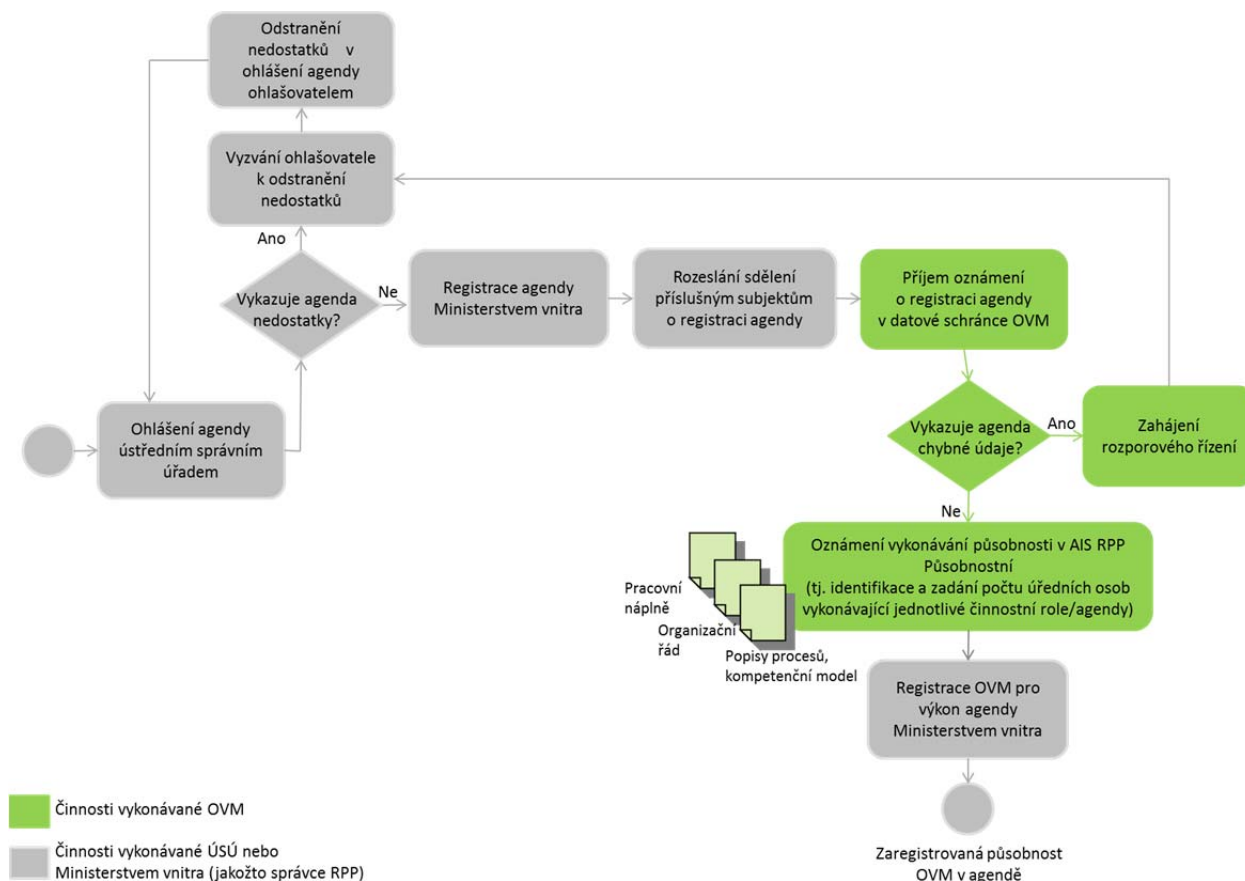 Odstranění
nedostatků v
ohlášení agendy
ohlašovatelem
Vyzvání ohlašovatele
k odstranění
nedostatků
Ano
Vykazuje agenda
nedostatky?
Ne
Registrace agendy
Ministerstvem vnitra
Rozeslání sdělení
příslušným subjektům
o registraci agendy
Příjem oznámení
o registraci agendy
v datové schránce OVM
Ohlášení agendy
ústředním správním
úřadem
Vykazuje agenda
chybné údaje?
Ano
Zahájení
rozporového řízení
Ne
Oznámení vykonávání působnosti v AIS RPP
Působnostní
(tj. identifikace a zadání počtu úředních osob
vykonávající jednotlivé činnostní role/agendy)
Pracovní
náplně
Organizační
řád
Popisy procesů,
kompetenční model
Registrace OVM pro
výkon agendy
Ministerstvem vnitra
Zaregistrovaná působnost
OVM v agendě
Činnosti vykonávané OVM
Činnosti vykonávané ÚSÚ nebo
Ministerstvem vnitra (jakožto správce RPP)